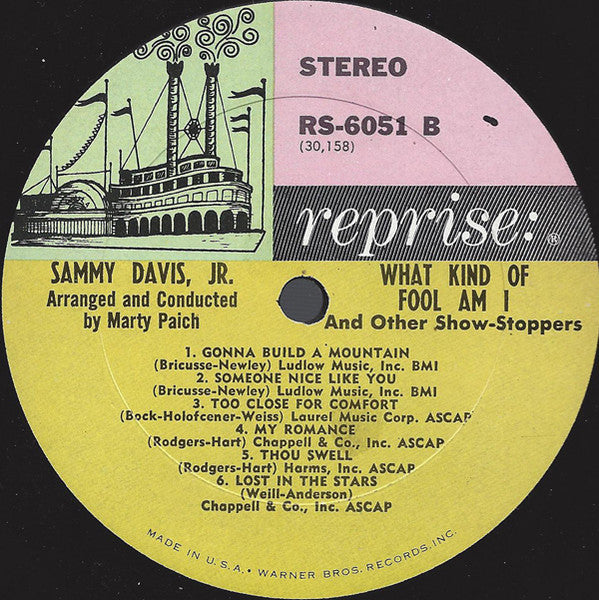 STEREO
RS-6051 B
(30,158)
reprise:®
SAMMY DAVIS, JR.
Arranged and Conducted
by Marty Paich
WHAT KIND OF
FOOL AM I
And Other Show-Stoppers
1. GONNA BUILD A MOUNTAIN
(Bricusse-Newley) Ludlow Music, Inc. BMI
2. SOMEONE NICE LIKE YOU
(Bricusse-Newley) Ludlow Music, Inc. BMI
3. TOO CLOSE FOR COMFORT
(Bock-Holofcener-Weiss) Laurel Music Corp. ASCAP
4. MY ROMANCE
(Rodgers-Hart) Chappell & Co., Inc. ASCAP
5. THOU SWELL
(Rodgers-Hart) Harms, Inc. ASCAP
6. LOST IN THE STARS
(Weill-Anderson)
Chappell & Co., Inc. ASCAP
MADE IN U.S.A. • WARNER BROS. RECORDS, INC.